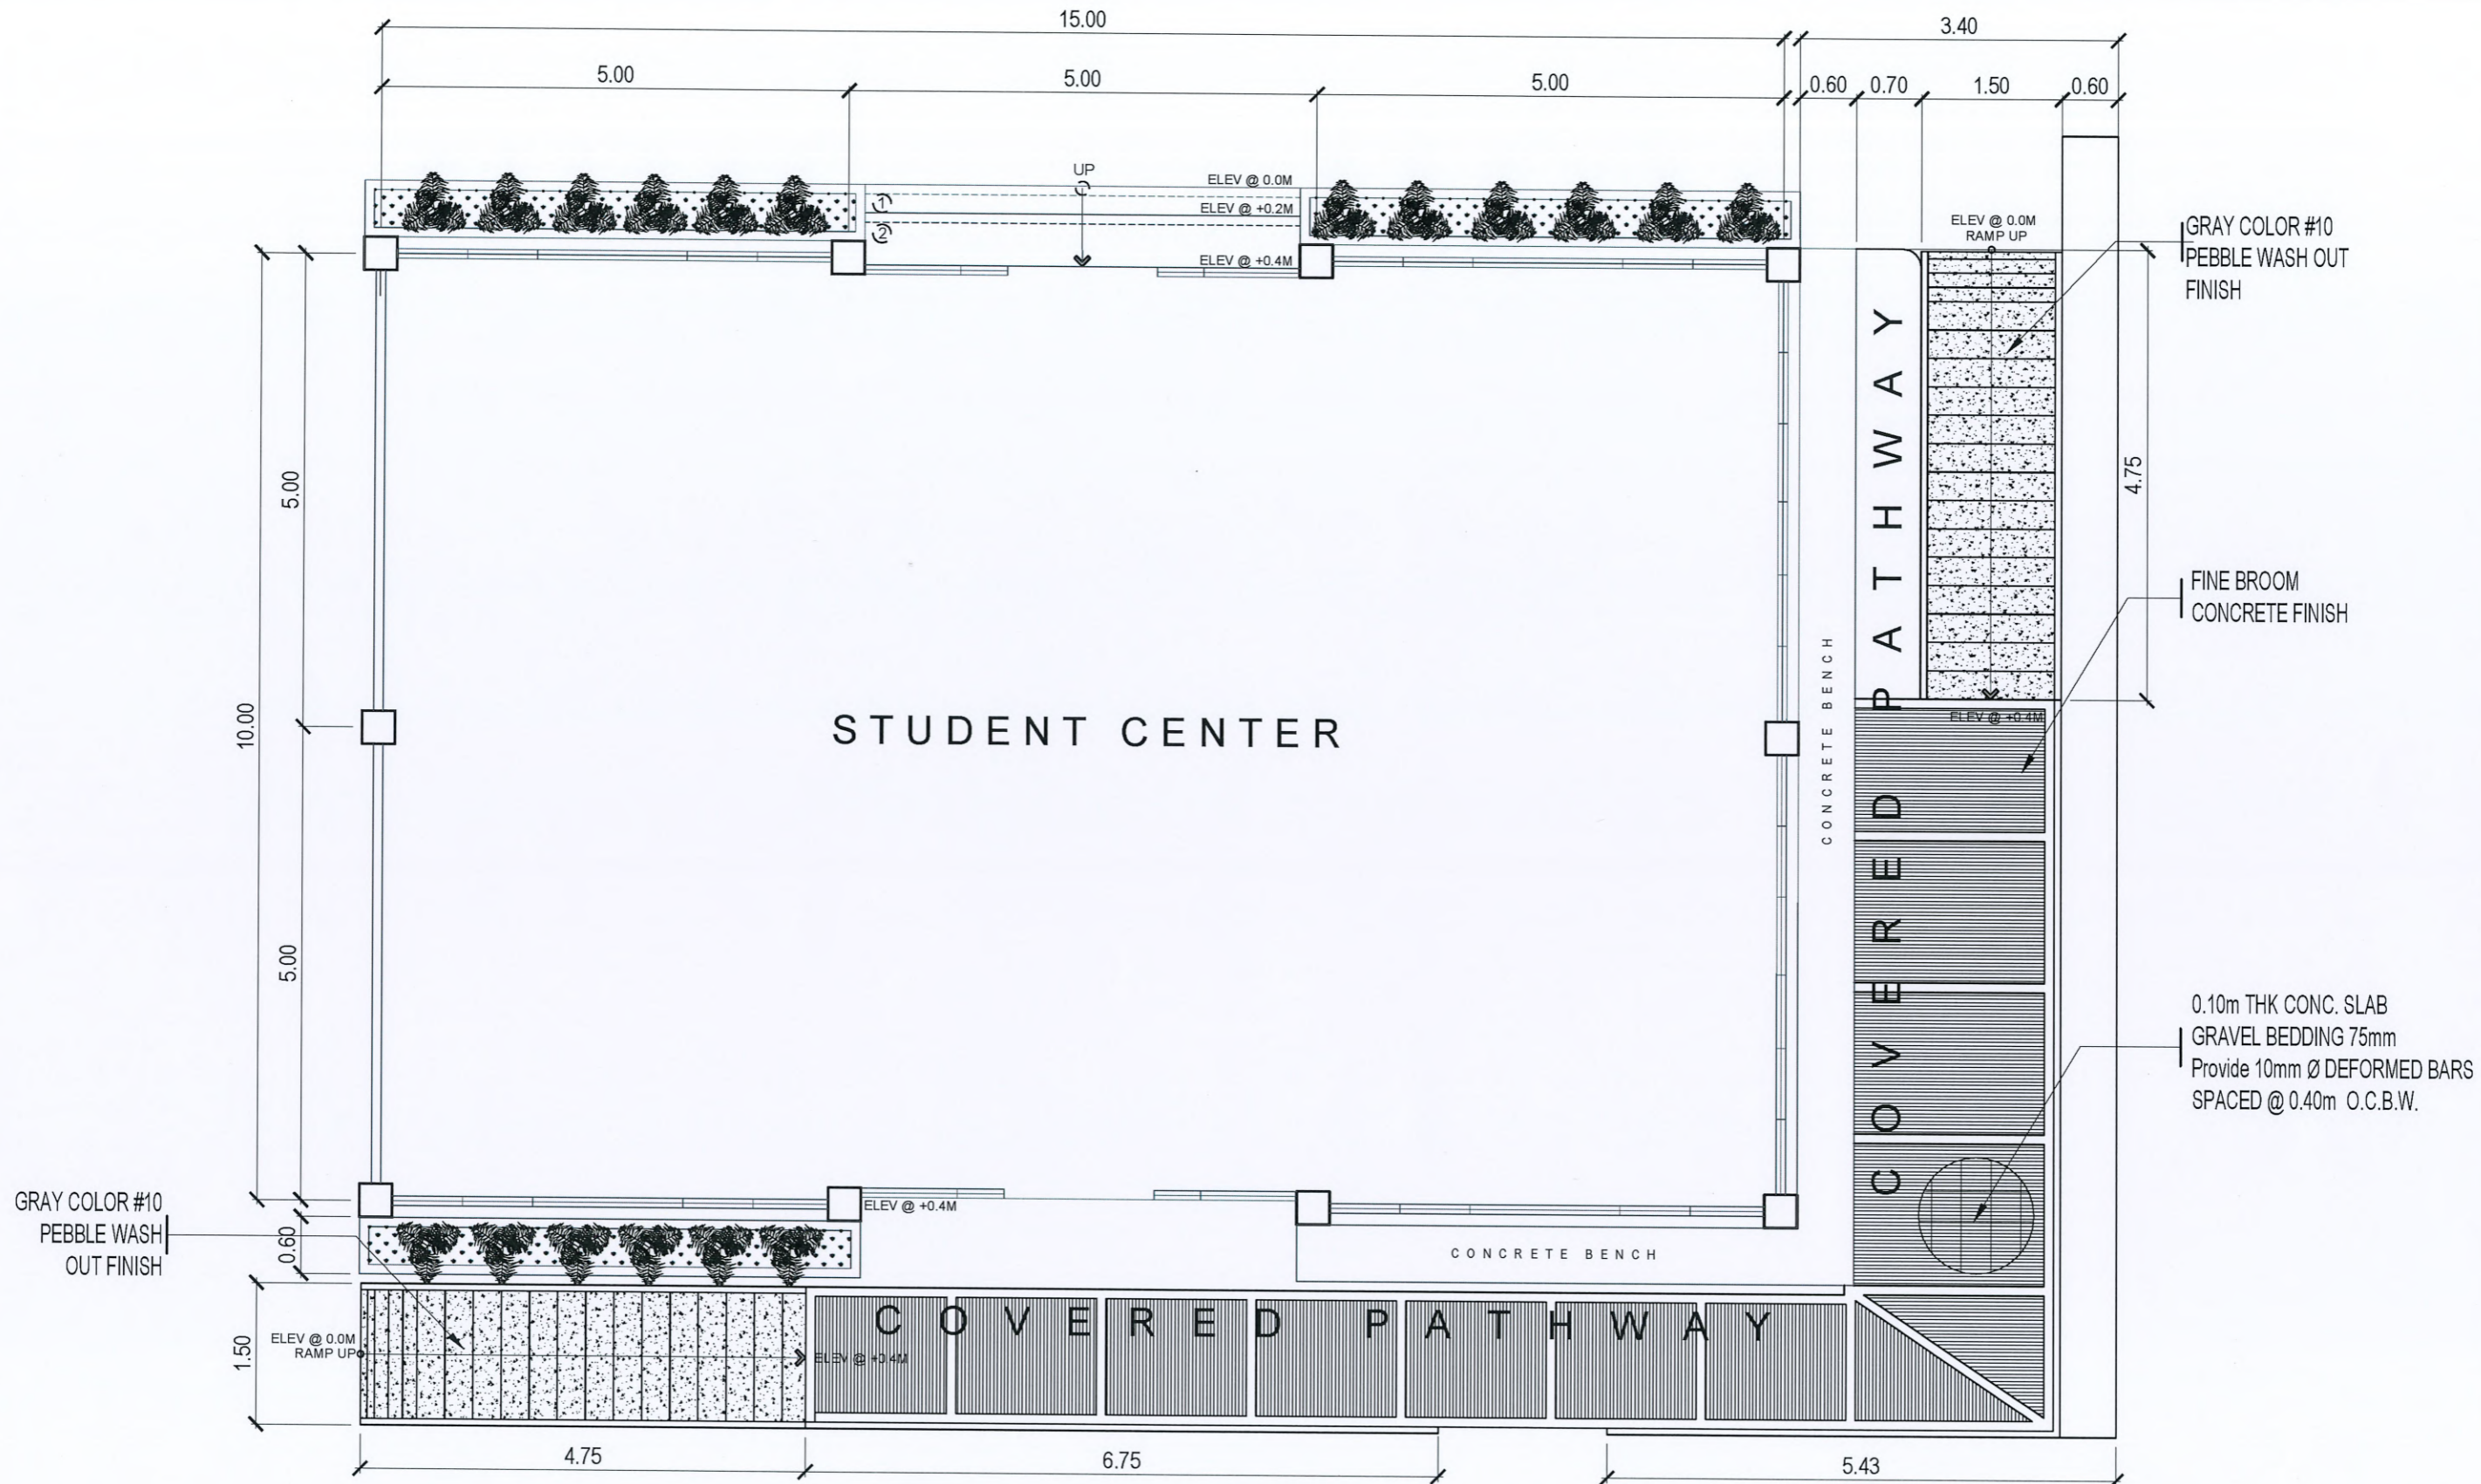 15.00
3.40
5.00
5.00
5.00
0.60
0.70
1.50
0.60
UP
ELEV @ 0.0M
1
ELEV @ +0.2M
2
ELEV @ +0.4M
ELEV @ 0.0M
RAMP UP
GRAY COLOR #10
PEBBLE WASH OUT
FINISH
5.00
4.75
FINE BROOM
CONCRETE FINISH
10.00
STUDENT CENTER
CONCRETE BENCH
COVERED PATHWAY
ELEV @ +0.4M
5.00
0.10m THK CONC. SLAB
GRAVEL BEDDING 75mm
Provide 10mm Ø DEFORMED BARS
SPACED @ 0.40m O.C.B.W.
GRAY COLOR #10
PEBBLE WASH
OUT FINISH
0.60
ELEV @ +0.4M
CONCRETE BENCH
1.50
ELEV @ 0.0M
RAMP UP
ELEV @ +0.4M
COVERED PATHWAY
4.75
6.75
5.43